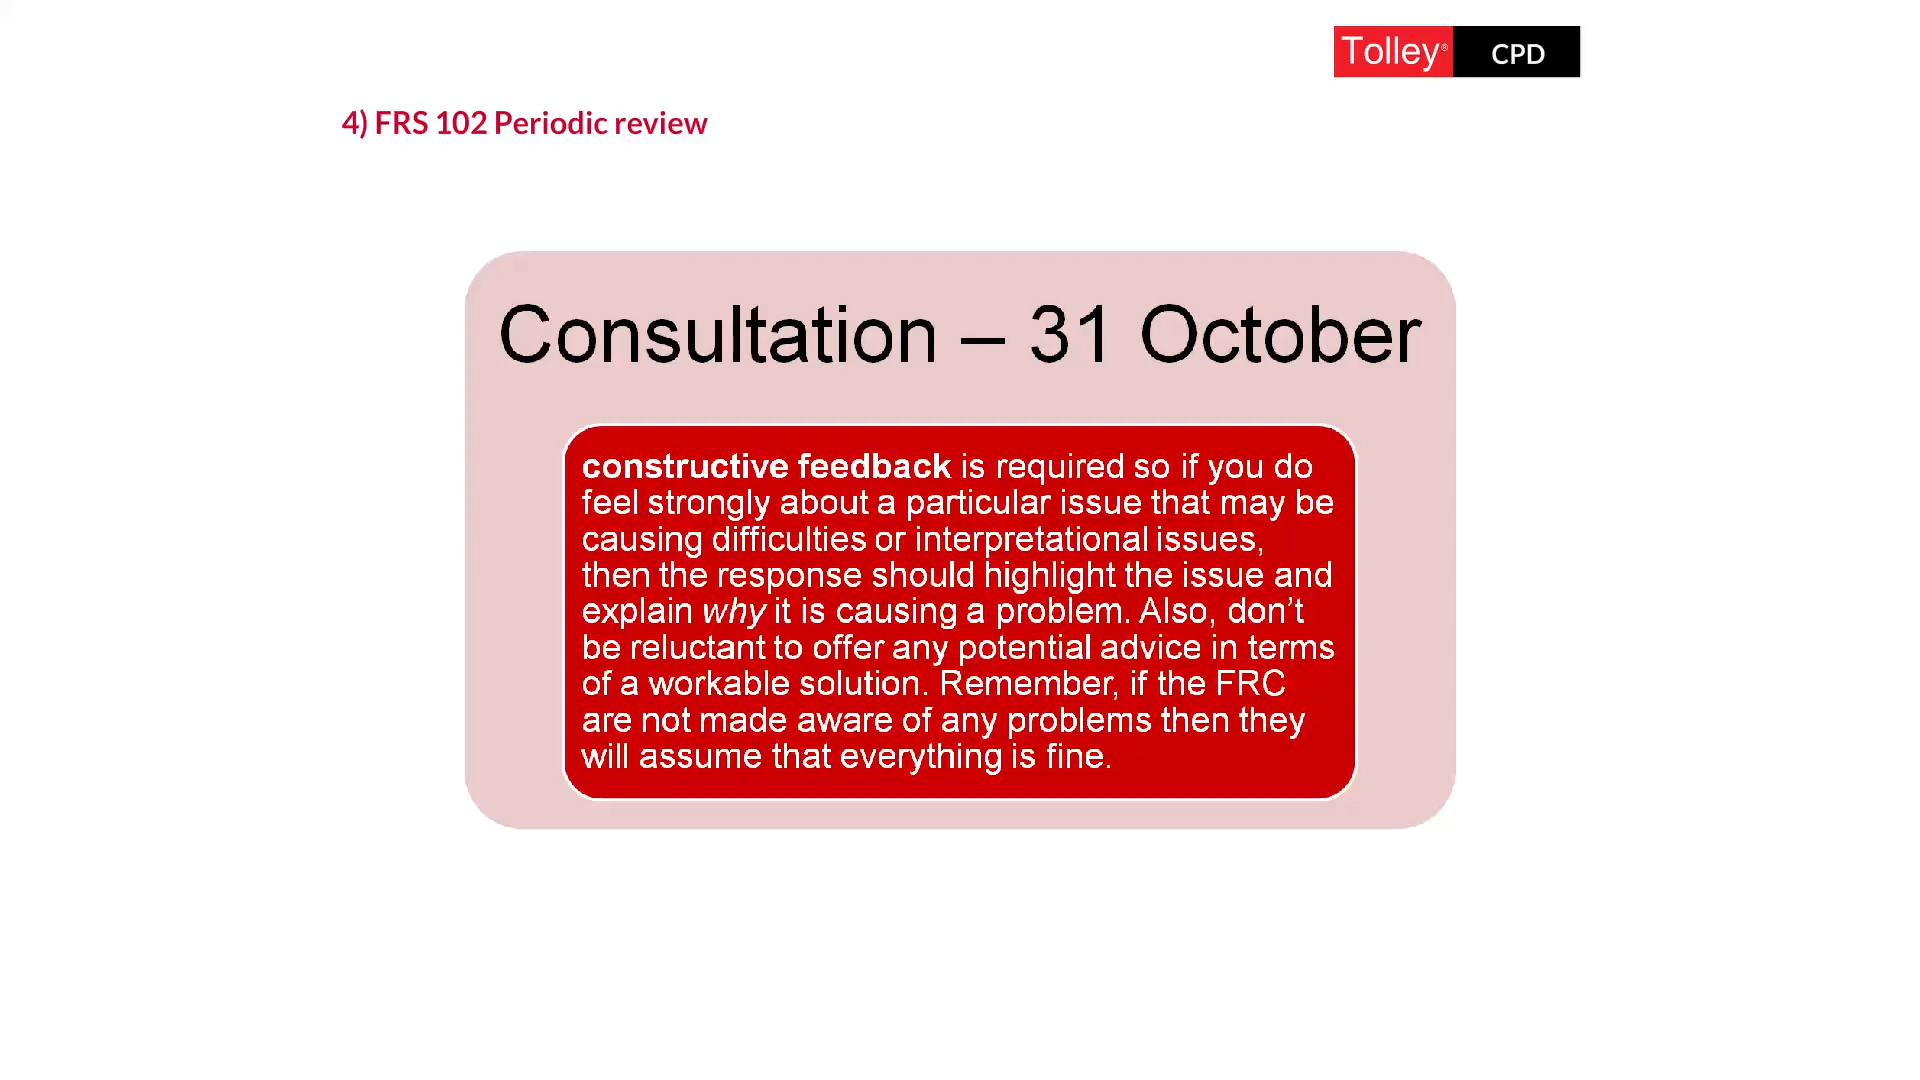 Tolley® CPD
4) FRS 102 Periodic review
Consultation – 31 October
constructive feedback is required so if you do
feel strongly about a particular issue that may be
causing difficulties or interpretational issues,
then the response should highlight the issue and
explain why it is causing a problem. Also, don’t
be reluctant to offer any potential advice in terms
of a workable solution. Remember, if the FRC
are not made aware of any problems then they
will assume that everything is fine.